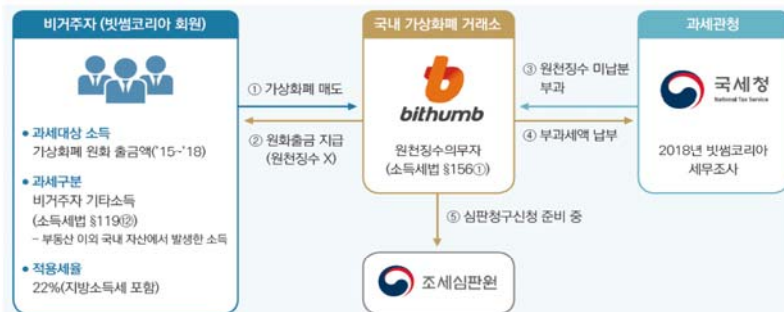 비거주자 (빗썸코리아 회원)
• 과세대상 소득
가상화폐 원화 출금액('15~'18)
• 과세구분
비거주자 기타소득
(소득세법 §119⑫)
– 부동산 이외 국내 자산에서 발생한 소득
• 적용세율
22%(지방소득세 포함)
① 가상화폐 매도
② 원화출금 지급
(원천징수 X)
국내 가상화폐 거래소
bithumb
원천징수의무자
(소득세법 §156①)
③ 원천징수 미납분
부과
④ 부과세액 납부
과세관청
국세청
National Tax Service
2018년 빗썸코리아
세무조사
⑤ 심판청구신청 준비 중
조세심판원